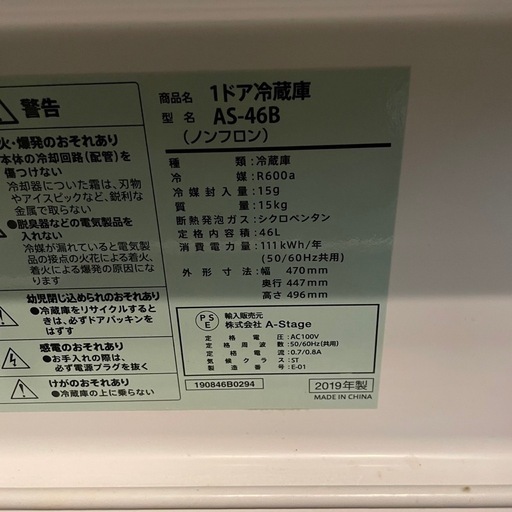 警告
火・爆発のおそれあり
本体の冷却回路(配管)を
傷つけない
冷却器についた霜は、刃物
やアイスピックなど、鋭利な
金属で取らない
●脱臭器などの電気製品を
入れない
冷媒が漏れていると電気製
品の接点の火花による着火、
着火による爆発の原因にな
ります
幼児閉じ込めのおそれあり
●冷蔵庫をリサイクルすると
きは、必ずドアパッキンを
はずす
感電のおそれあり
●お手入れの際は、
必ず電源プラグを抜く
けがのおそれあり
●冷蔵庫の上に乗らない
商品名 1ドア冷蔵庫
型名 AS-46B
(ノンフロン)
種類:冷蔵庫
冷媒:R600a
冷媒封入量:15g
質量:15kg
断熱発泡ガス:シクロペンタン
定格内容積:46L
消費電力量:111kWh/年
(50/60Hz共用)
外形寸法:幅 470mm
奥行 447mm
高さ 496mm
PSE
輸入販売元
株式会社 A-Stage
定格電圧:AC100V
定格周波数:50/60Hz(共用)
定格電流:0.7/0.8A
気候クラス:ST
製造番号:E-01
190846B0294
2019年製
MADE IN CHINA